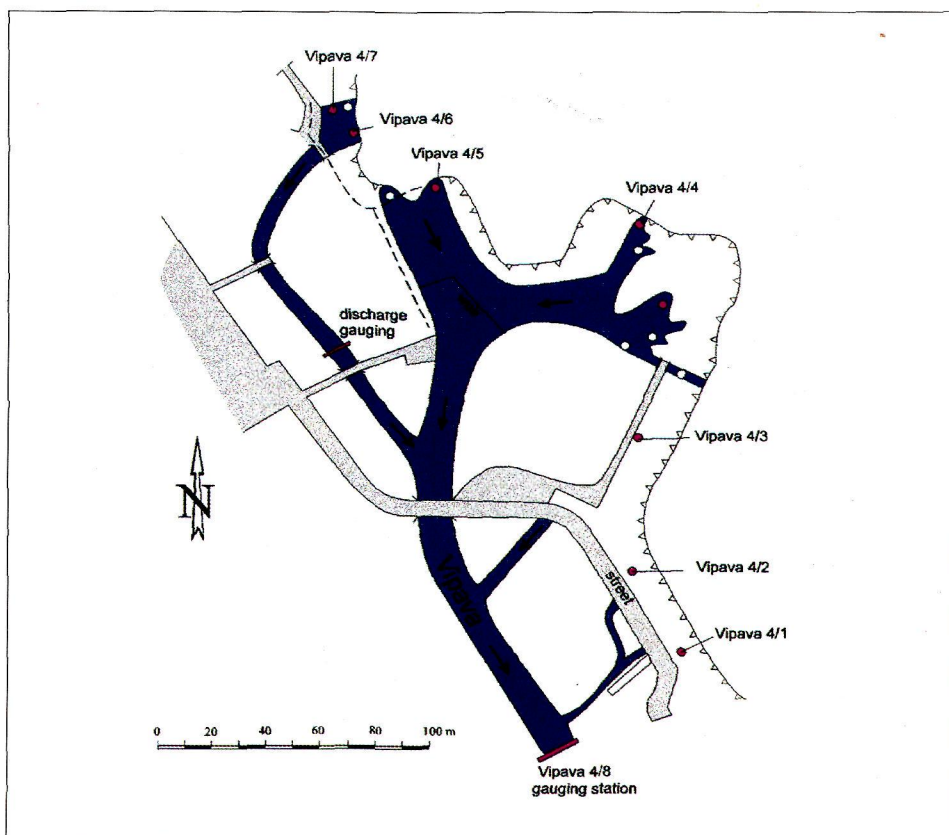 Vipava 4/7
Vipava 4/6
Vipava 4/5
Vipava 4/4
discharge
gauging
Vipava 4/3
N
Vipava
street
Vipava 4/2
Vipava 4/1
0 20 40 60 80 100 m
Vipava 4/8
gauging station